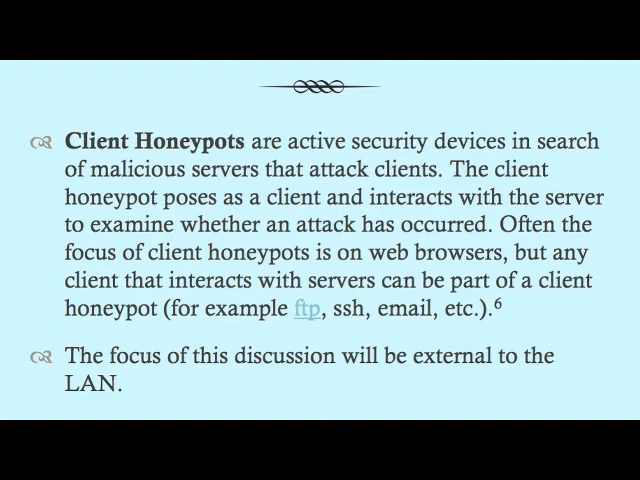 Client Honeypots are active security devices in search
of malicious servers that attack clients. The client
honeypot poses as a client and interacts with the server
to examine whether an attack has occurred. Often the
focus of client honeypots is on web browsers, but any
client that interacts with servers can be part of a client
honeypot (for example ftp, ssh, email, etc.).⁶
The focus of this discussion will be external to the
LAN.